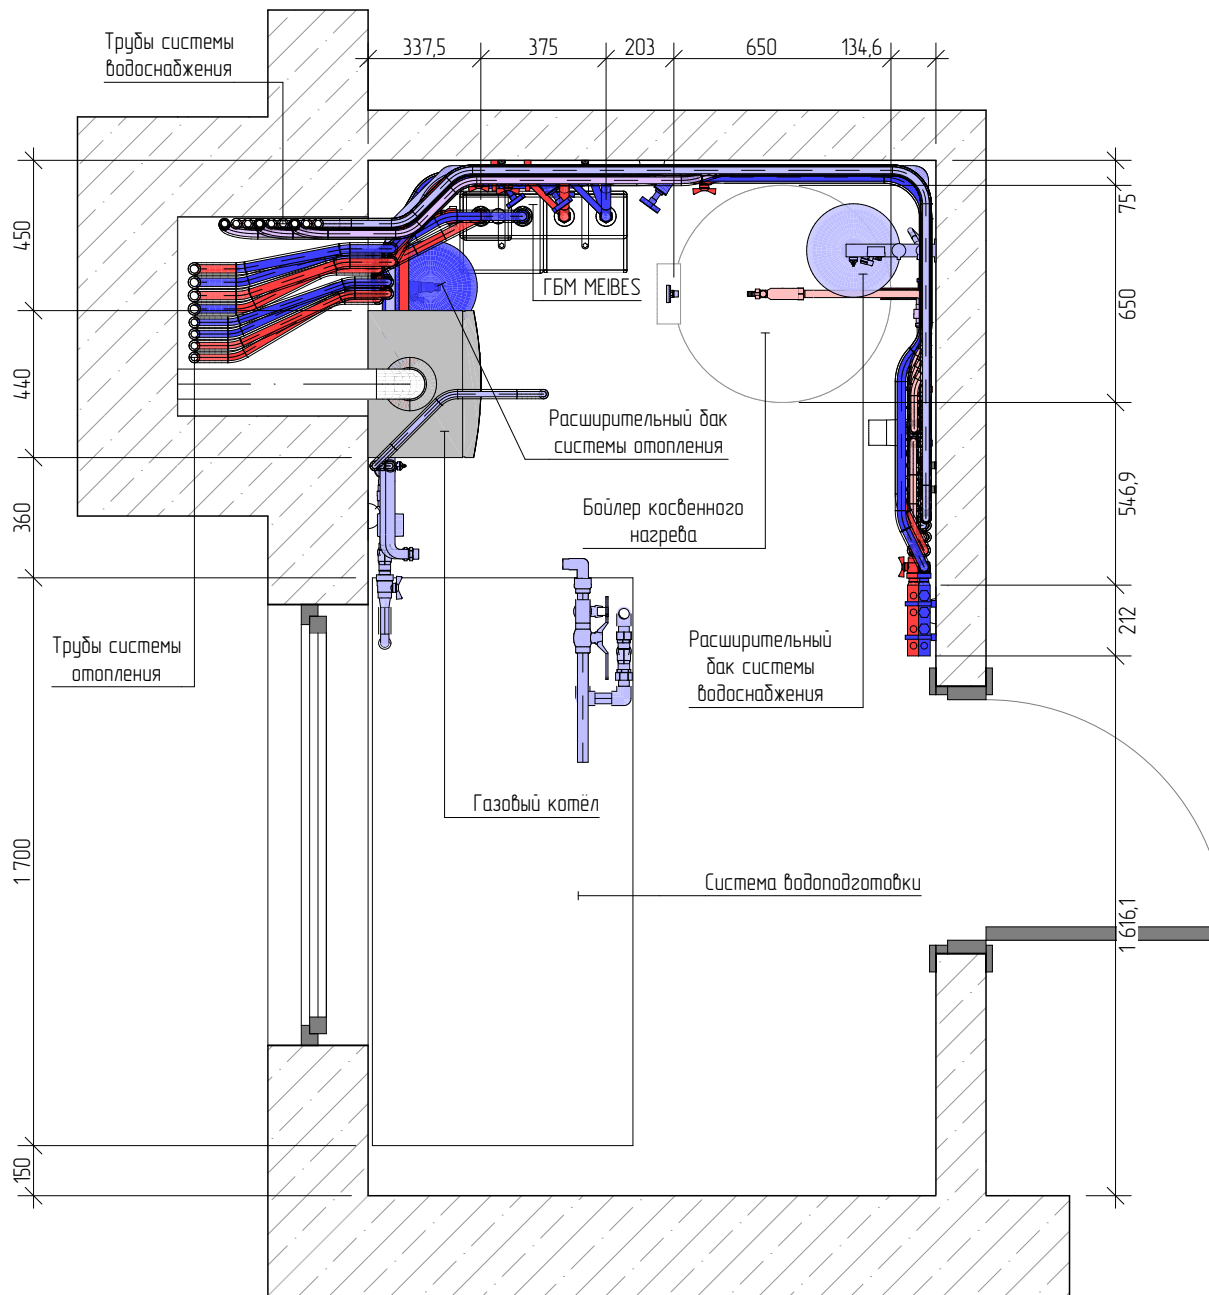 Трубы системы
водоснабжения
337,5
375
203
650
134,6
450
440
360
1 700
150
75
650
546,9
212
1 616,1
ГБМ MEIBES
Расширительный бак
системы отопления
Бойлер косвенного
нагрева
Трубы системы
отопления
Расширительный
бак системы
водоснабжения
Газовый котёл
Система водоподготовки